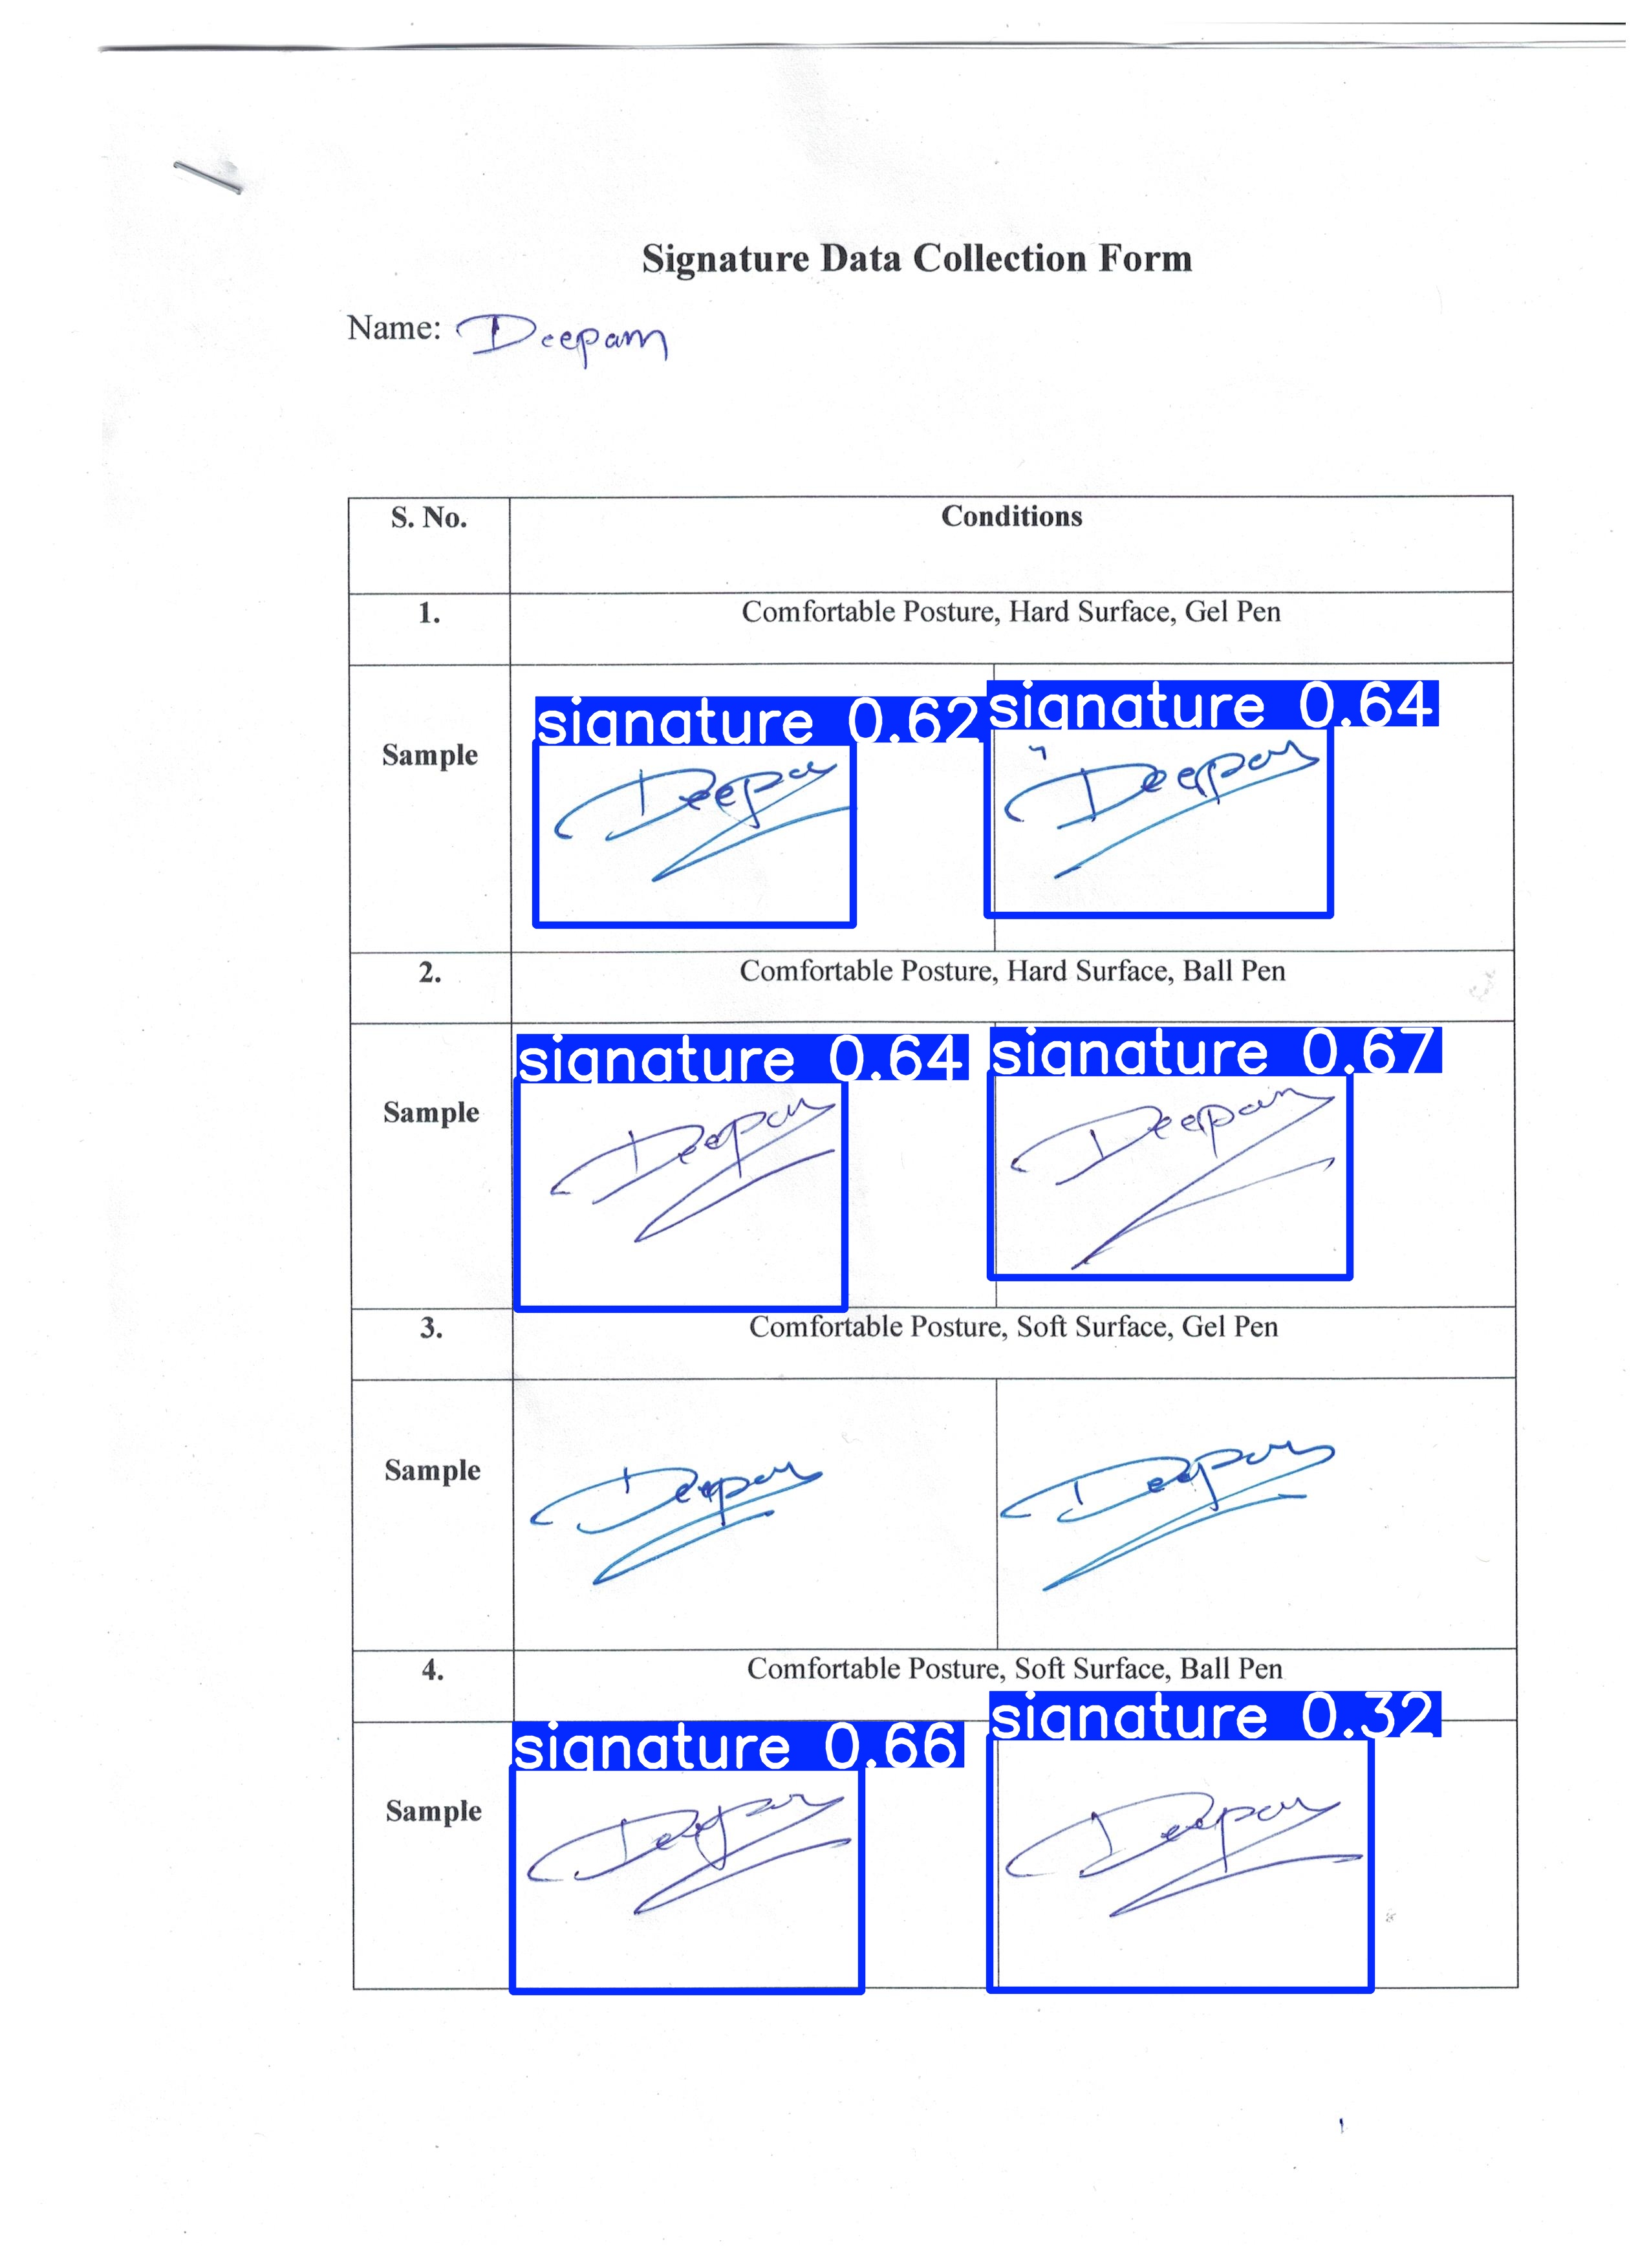 Signature Data Collection Form
Name: Deepam
S. No. Conditions
1. Comfortable Posture, Hard Surface, Gel Pen
signature 0.62 signature 0.64
Sample Deepam Deepam
2. Comfortable Posture, Hard Surface, Ball Pen
signature 0.64 signature 0.67
Sample Deepam Deepam
3. Comfortable Posture, Soft Surface, Gel Pen
Sample Deepam Deepam
4. Comfortable Posture, Soft Surface, Ball Pen
signature 0.66 signature 0.32
Sample Deepam Deepam